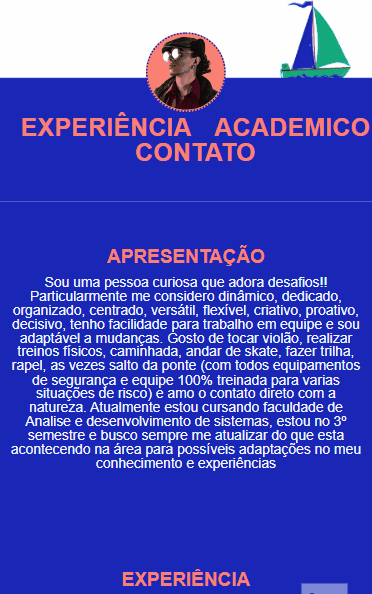 EXPERIÊNCIA ACADEMICO
CONTATO
APRESENTAÇÃO
Sou uma pessoa curiosa que adora desafios!!
Particularmente me considero dinâmico, dedicado,
organizado, centrado, versátil, flexível, criativo, proativo,
decisivo, tenho facilidade para trabalho em equipe e sou
adaptável a mudanças. Gosto de tocar violão, realizar
treinos físicos, caminhada, andar de skate, fazer trilha,
rapel, as vezes salto da ponte (com todos equipamentos
de segurança e equipe 100% treinada para varias
situações de risco) e amo o contato direto com a
natureza. Atualmente estou cursando faculdade de
Analise e desenvolvimento de sistemas, estou no 3º
semestre e busco sempre me atualizar do que esta
acontecendo na área para possíveis adaptações no meu
conhecimento e experiências
EXPERIÊNCIA